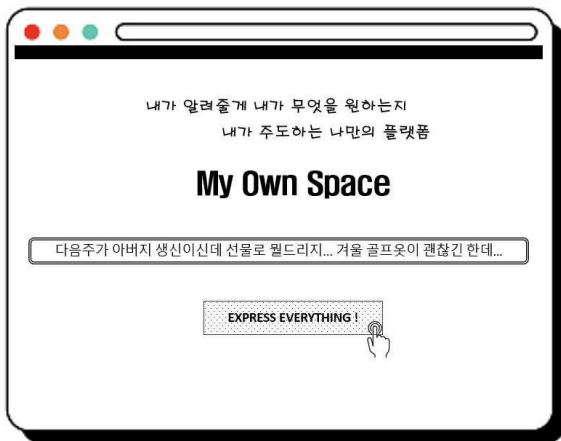 내가 알려줄게 내가 무엇을 원하는지
내가 주도하는 나만의 플랫폼
My Own Space
다음주가 아버지 생신이신데 선물로 뭘드리지... 겨울 골프옷이 괜찮긴 한데...
EXPRESS EVERYTHING !